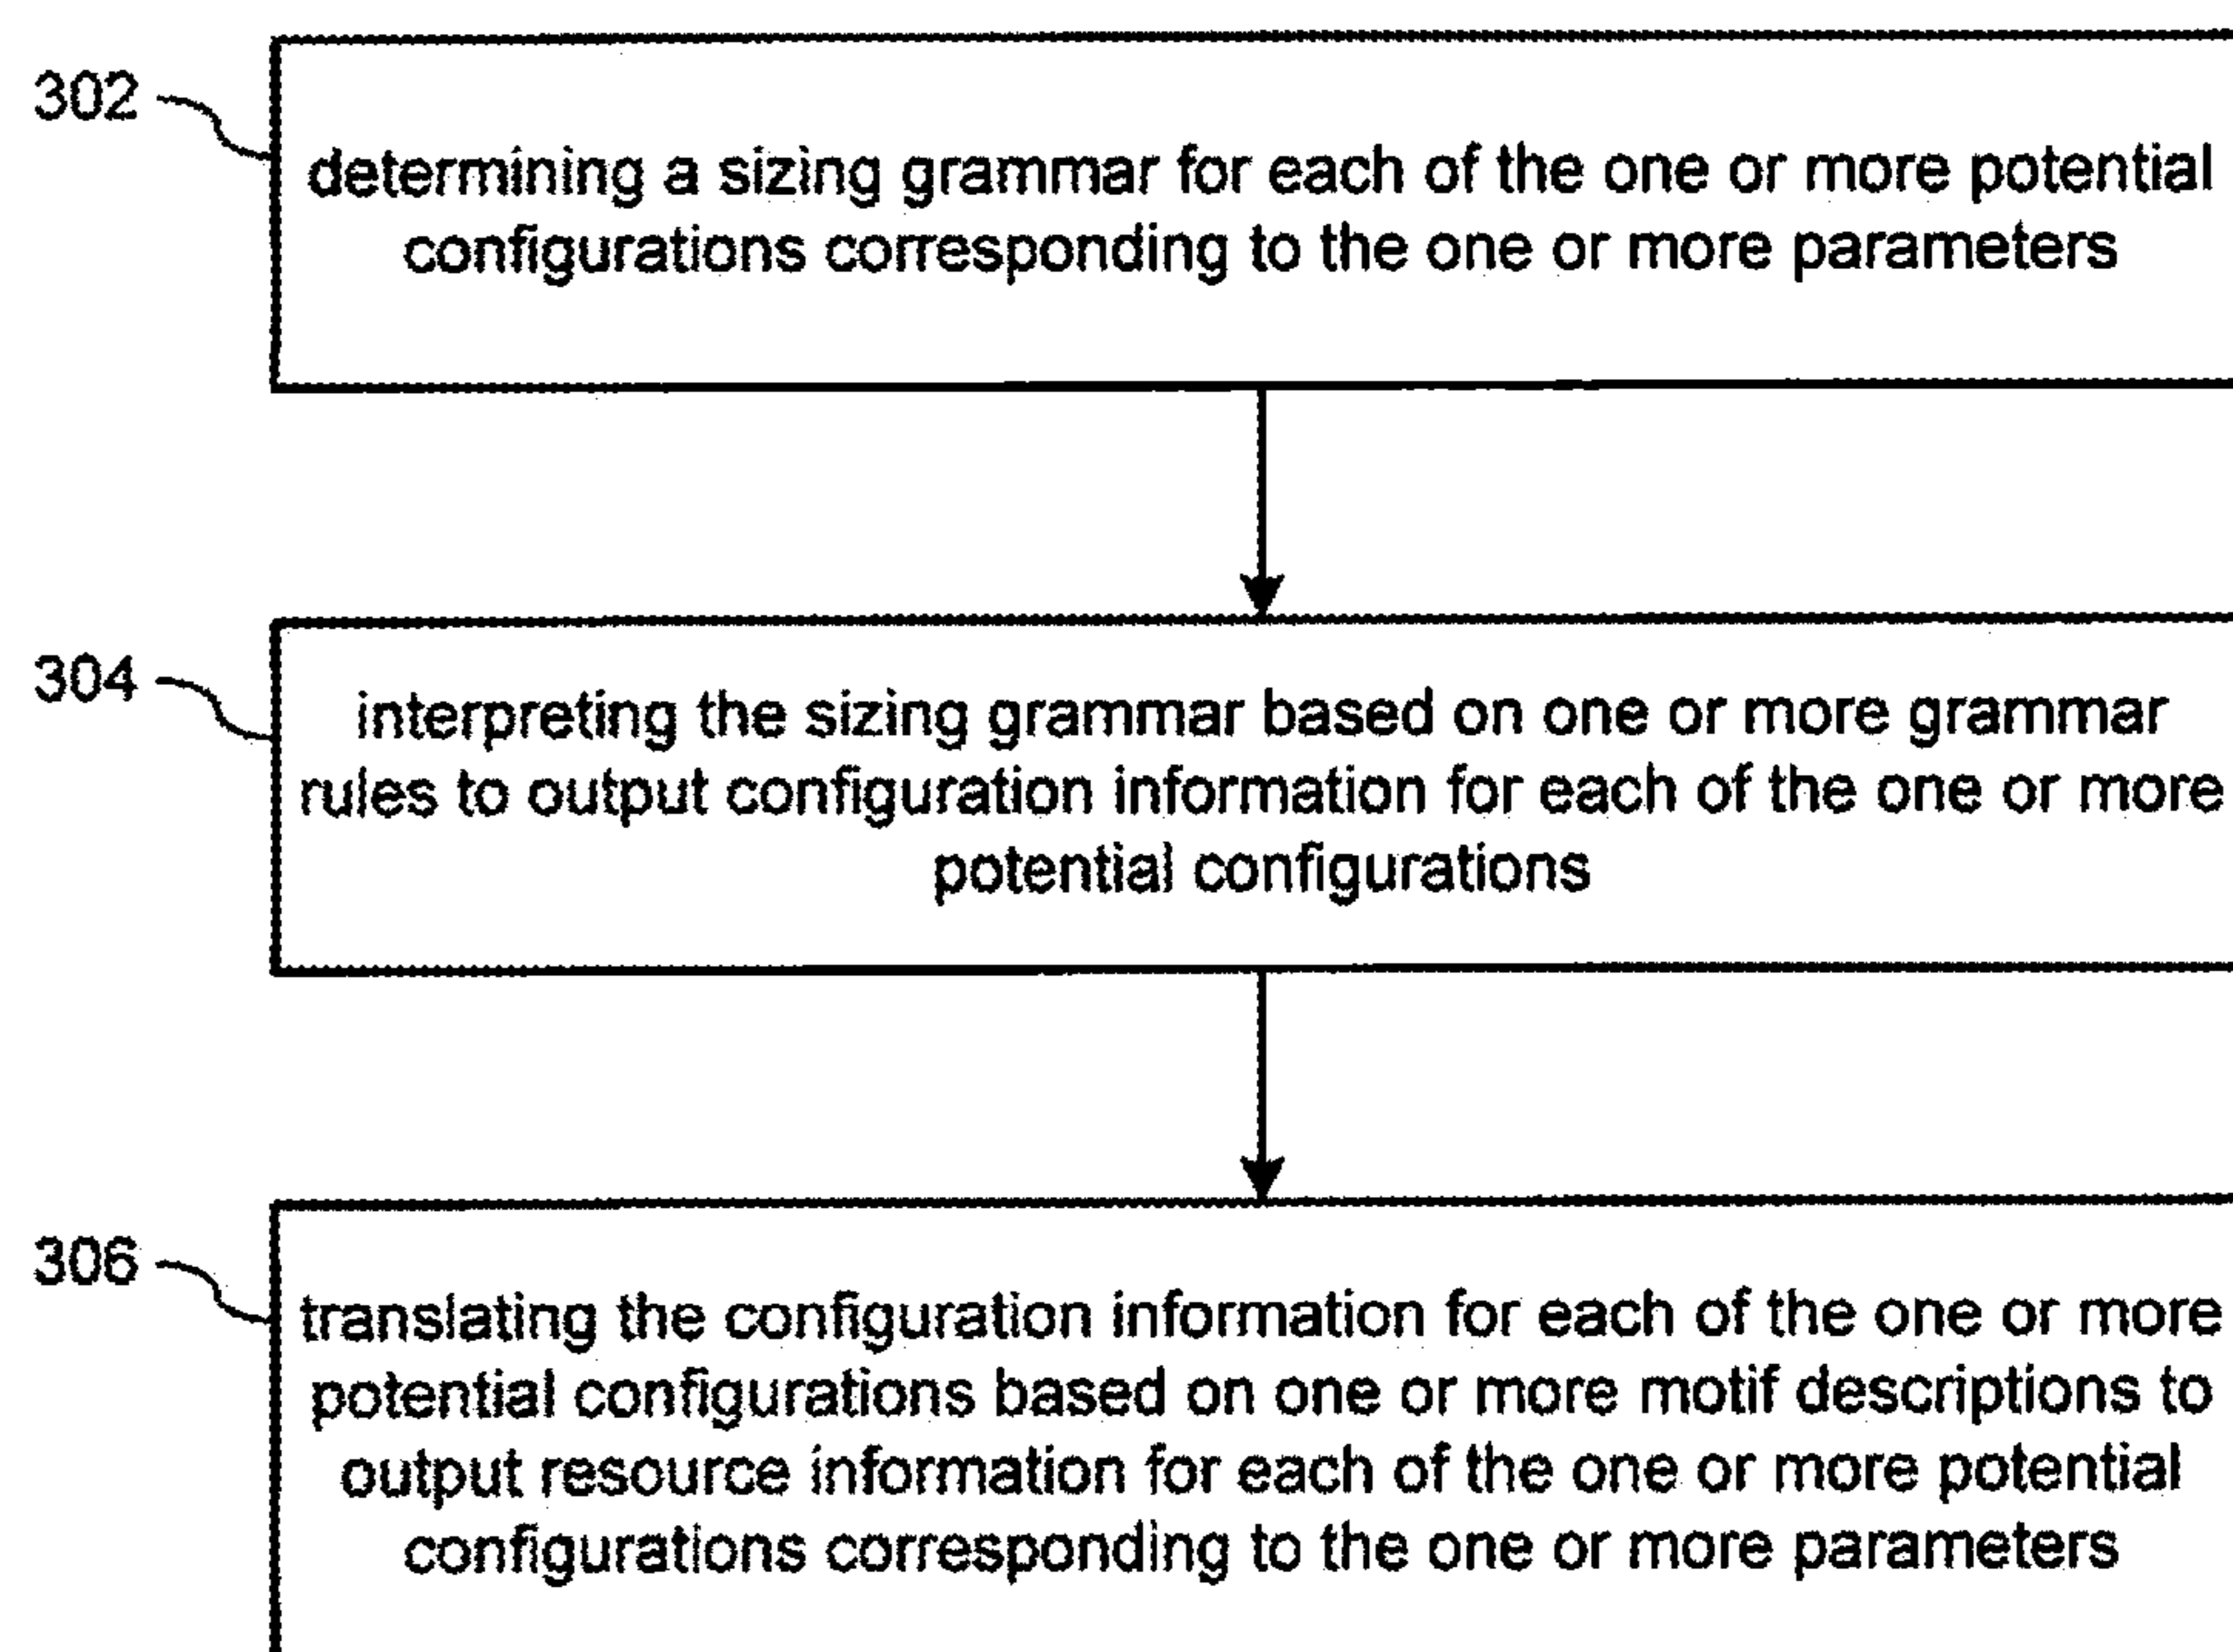 302
determining a sizing grammar for each of the one or more potential
configurations corresponding to the one or more parameters
304
interpreting the sizing grammar based on one or more grammar
rules to output configuration information for each of the one or more
potential configurations
306
translating the configuration information for each of the one or more
potential configurations based on one or more motif descriptions to
output resource information for each of the one or more potential
configurations corresponding to the one or more parameters